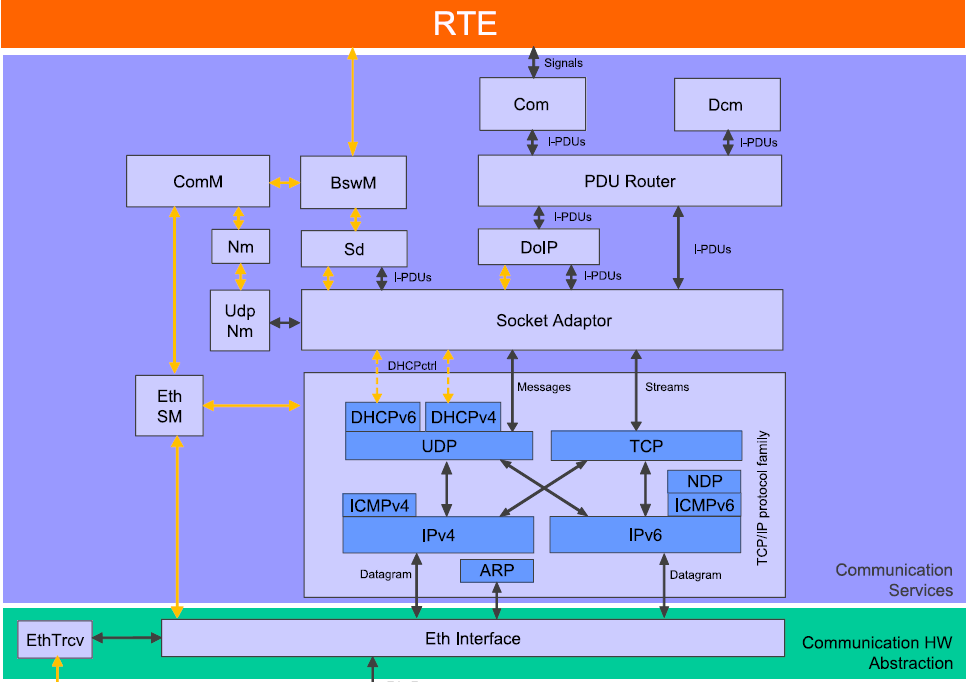 RTE
Signals
Com
Dcm
I-PDUs
I-PDUs
ComM
BswM
PDU Router
I-PDUs
Nm
Sd
DoIP
I-PDUs
I-PDUs
I-PDUs
Udp
Nm
Socket Adaptor
DHCPctrl
Messages
Streams
Eth
SM
DHCPv6
DHCPv4
UDP
TCP
NDP
ICMPv4
ICMPv6
IPv4
IPv6
TCP/IP protocol family
Datagram
ARP
Datagram
Communication
Services
EthTrcv
Eth Interface
Communication HW
Abstraction